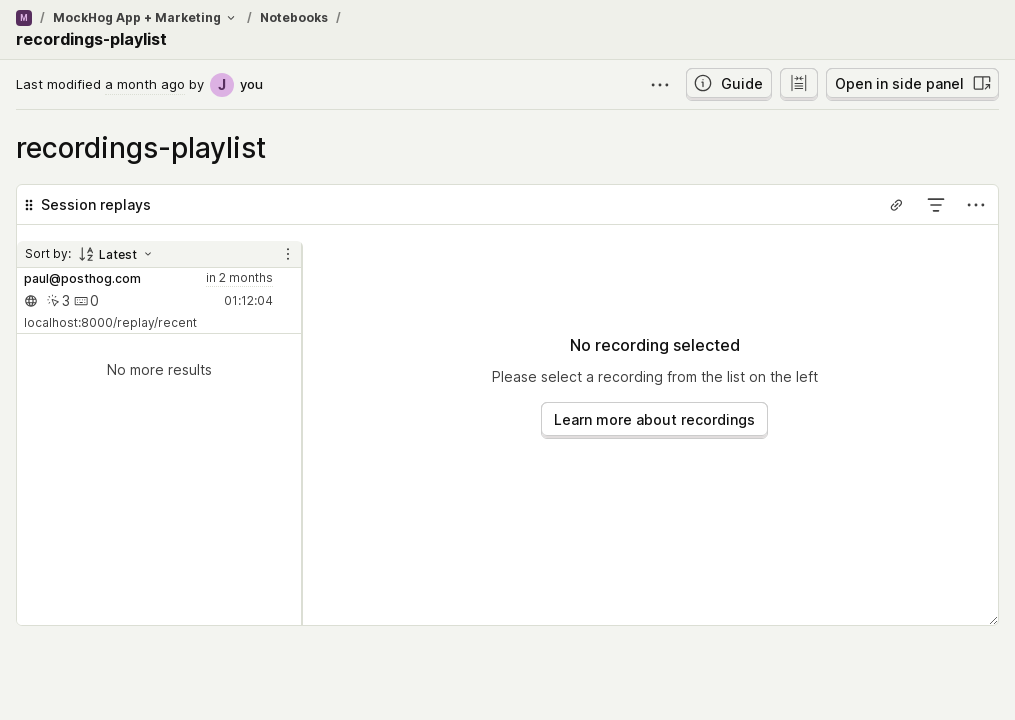 M / MockHog App + Marketing / Notebooks /
recordings-playlist
Last modified a month ago by J you
Guide
Open in side panel
recordings-playlist
Session replays
Sort by: Latest
paul@posthog.com in 2 months
3 0 01:12:04
localhost:8000/replay/recent
No more results
No recording selected
Please select a recording from the list on the left
Learn more about recordings